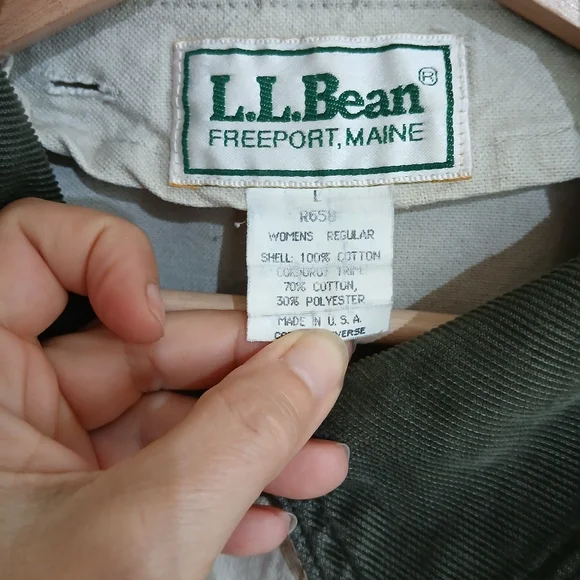 L.L.Bean®
FREEPORT, MAINE
L
R658
WOMENS REGULAR
SHELL: 100% COTTON
CORDUROY TRIM
70% COTTON,
30% POLYESTER
MADE IN U.S.A.